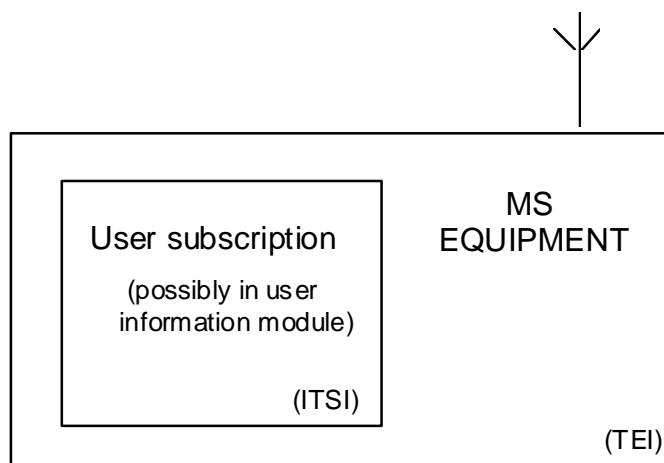 MS
EQUIPMENT
User subscription
(possibly in user
information module)
(ITSI)
(TEI)